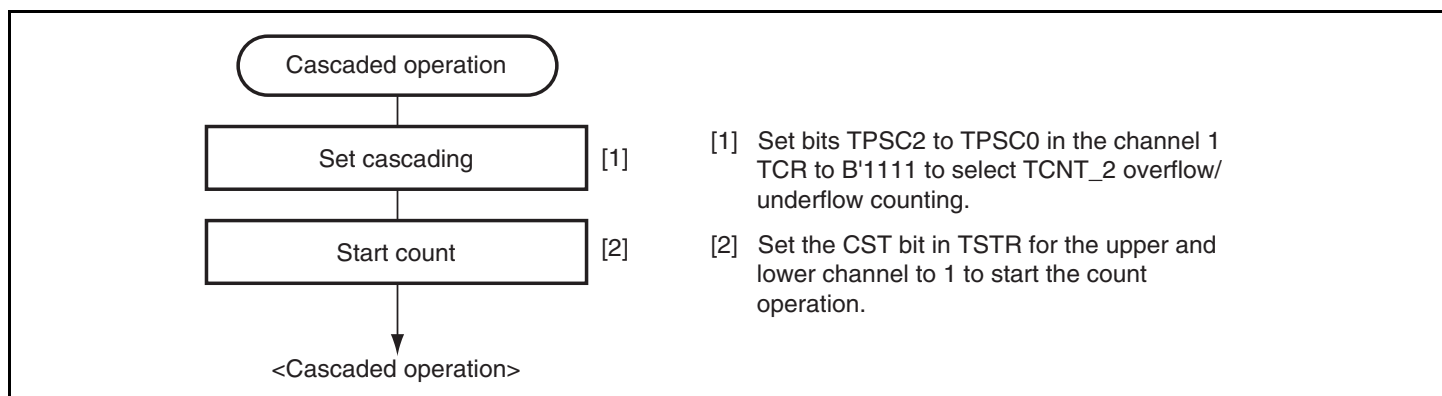 Cascaded operation
Set cascading [1]
Start count [2]
<Cascaded operation>
[1] Set bits TPSC2 to TPSC0 in the channel 1
TCR to B'1111 to select TCNT_2 overflow/
underflow counting.
[2] Set the CST bit in TSTR for the upper and
lower channel to 1 to start the count
operation.